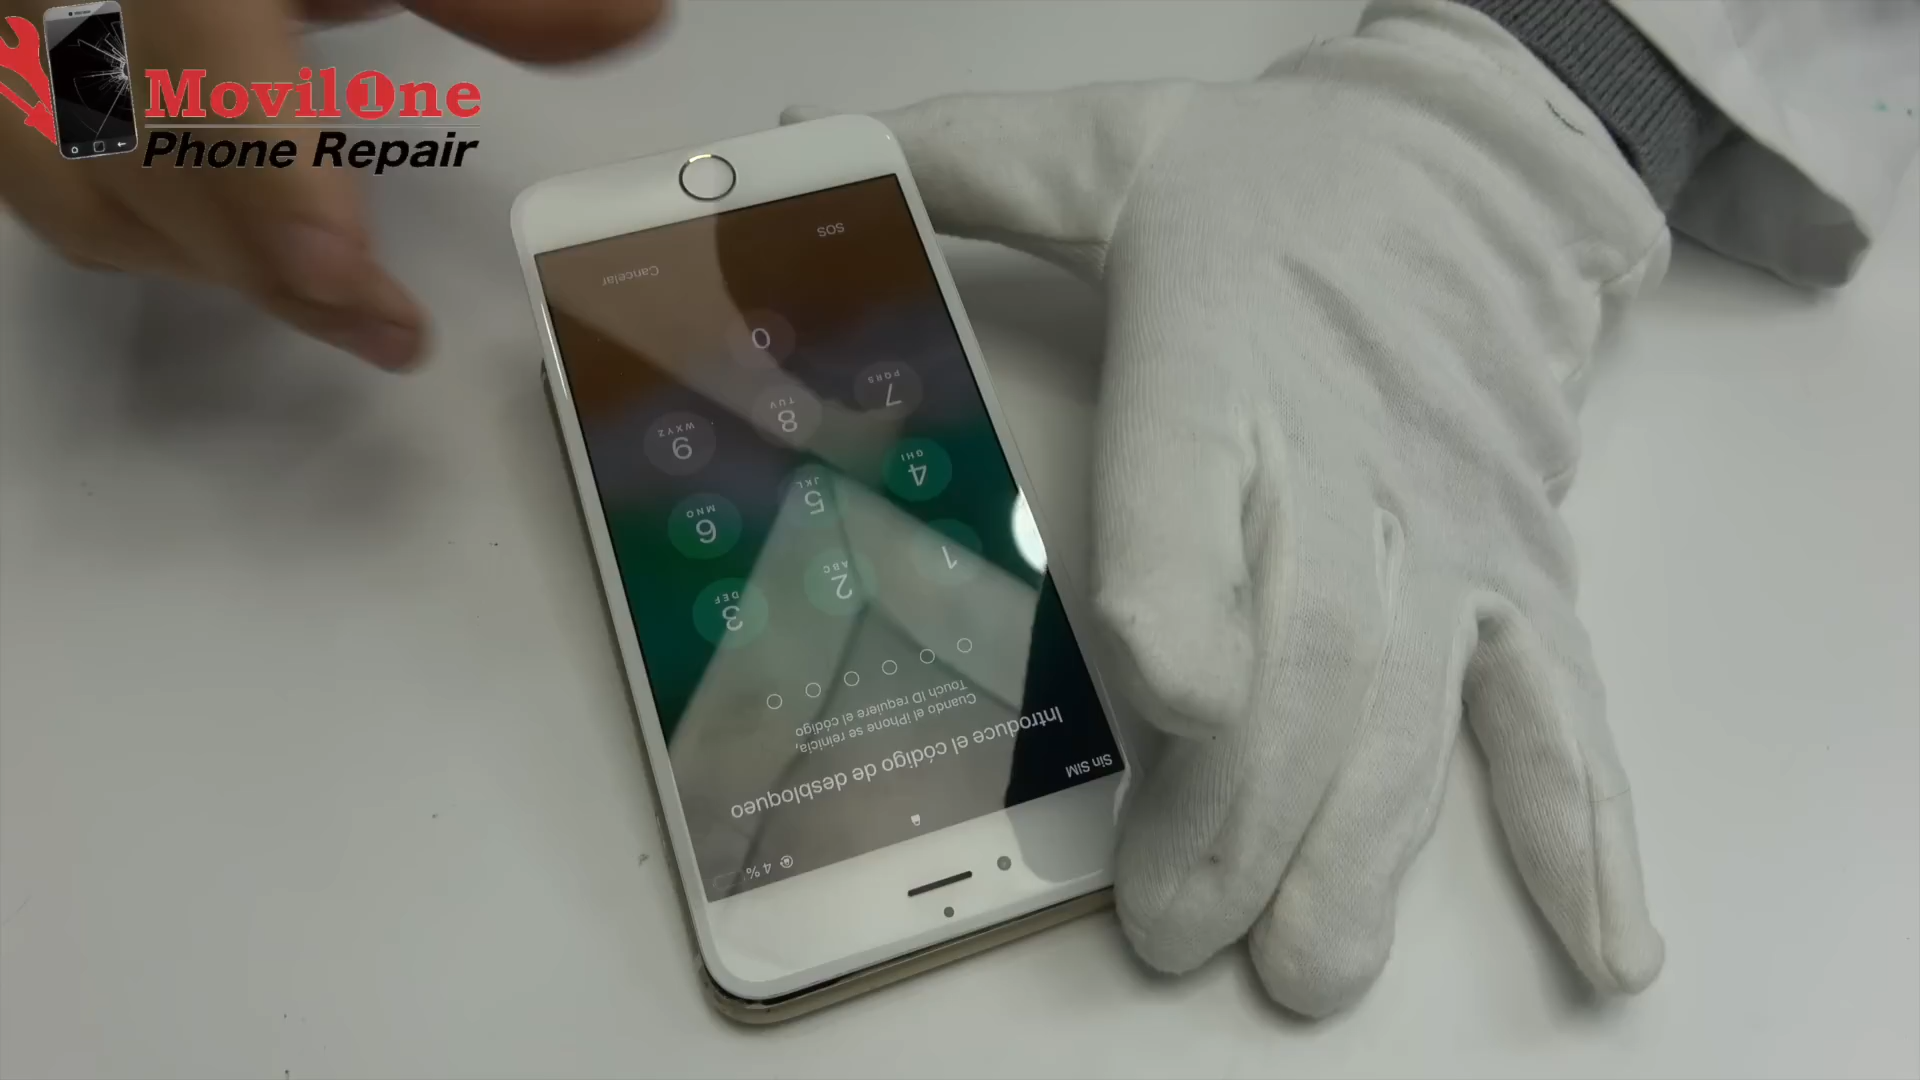 Movil1ne
Phone Repair
4 %
Sin SIM
Introduce el código de desbloqueo
Cuando el iPhone se reinicia,
Touch ID requiere el código
1
2
ABC
3
DEF
4
GHI
5
JKL
6
MNO
7
PQRS
8
TUV
9
WXYZ
0
SOS
Cancelar